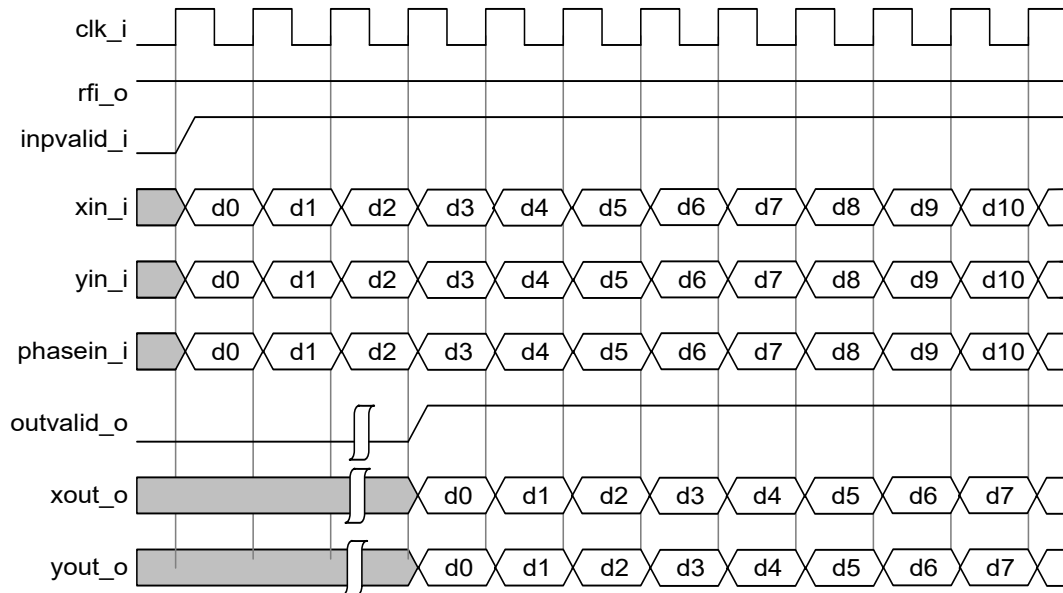 clk_i
rfi_o
inpvalid_i
xin_i d0 d1 d2 d3 d4 d5 d6 d7 d8 d9 d10
yin_i d0 d1 d2 d3 d4 d5 d6 d7 d8 d9 d10
phasein_i d0 d1 d2 d3 d4 d5 d6 d7 d8 d9 d10
outvalid_o
xout_o d0 d1 d2 d3 d4 d5 d6 d7
yout_o d0 d1 d2 d3 d4 d5 d6 d7